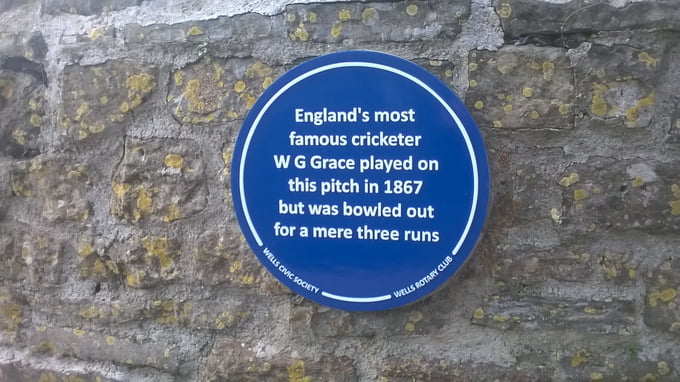 England's most
famous cricketer
W G Grace played on
this pitch in 1867
but was bowled out
for a mere three runs
WELLS CIVIC SOCIETY
WELLS ROTARY CLUB